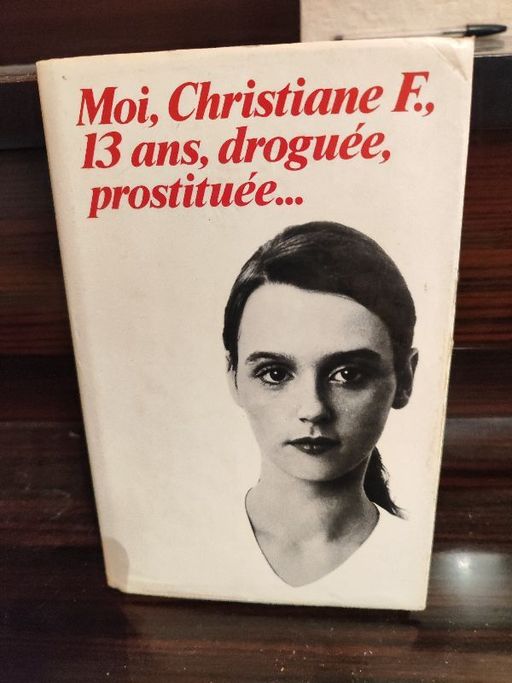 Moi, Christiane F.,
13 ans, droguée,
prostituée...